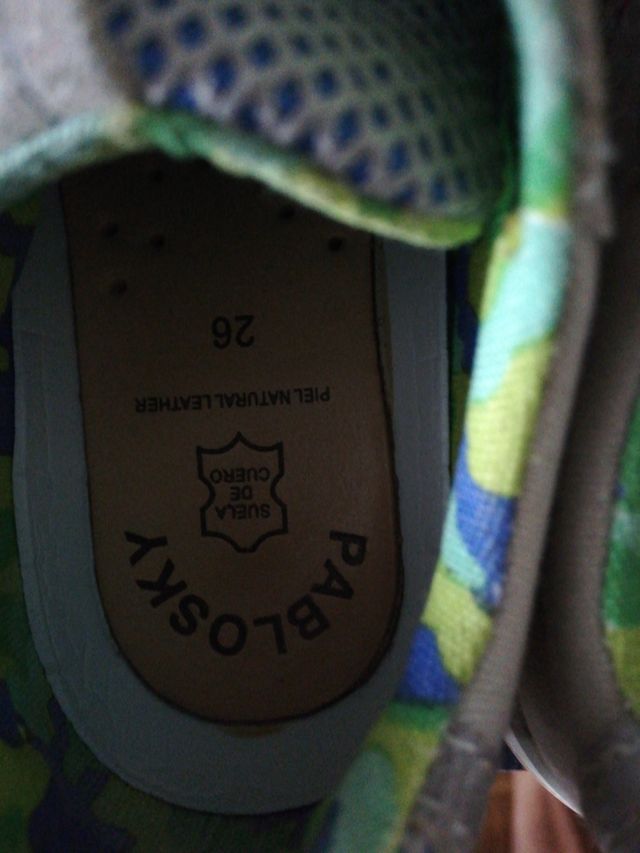 PABLOSKY
SUELA
DE
CUERO
PIEL NATURAL LEATHER
26